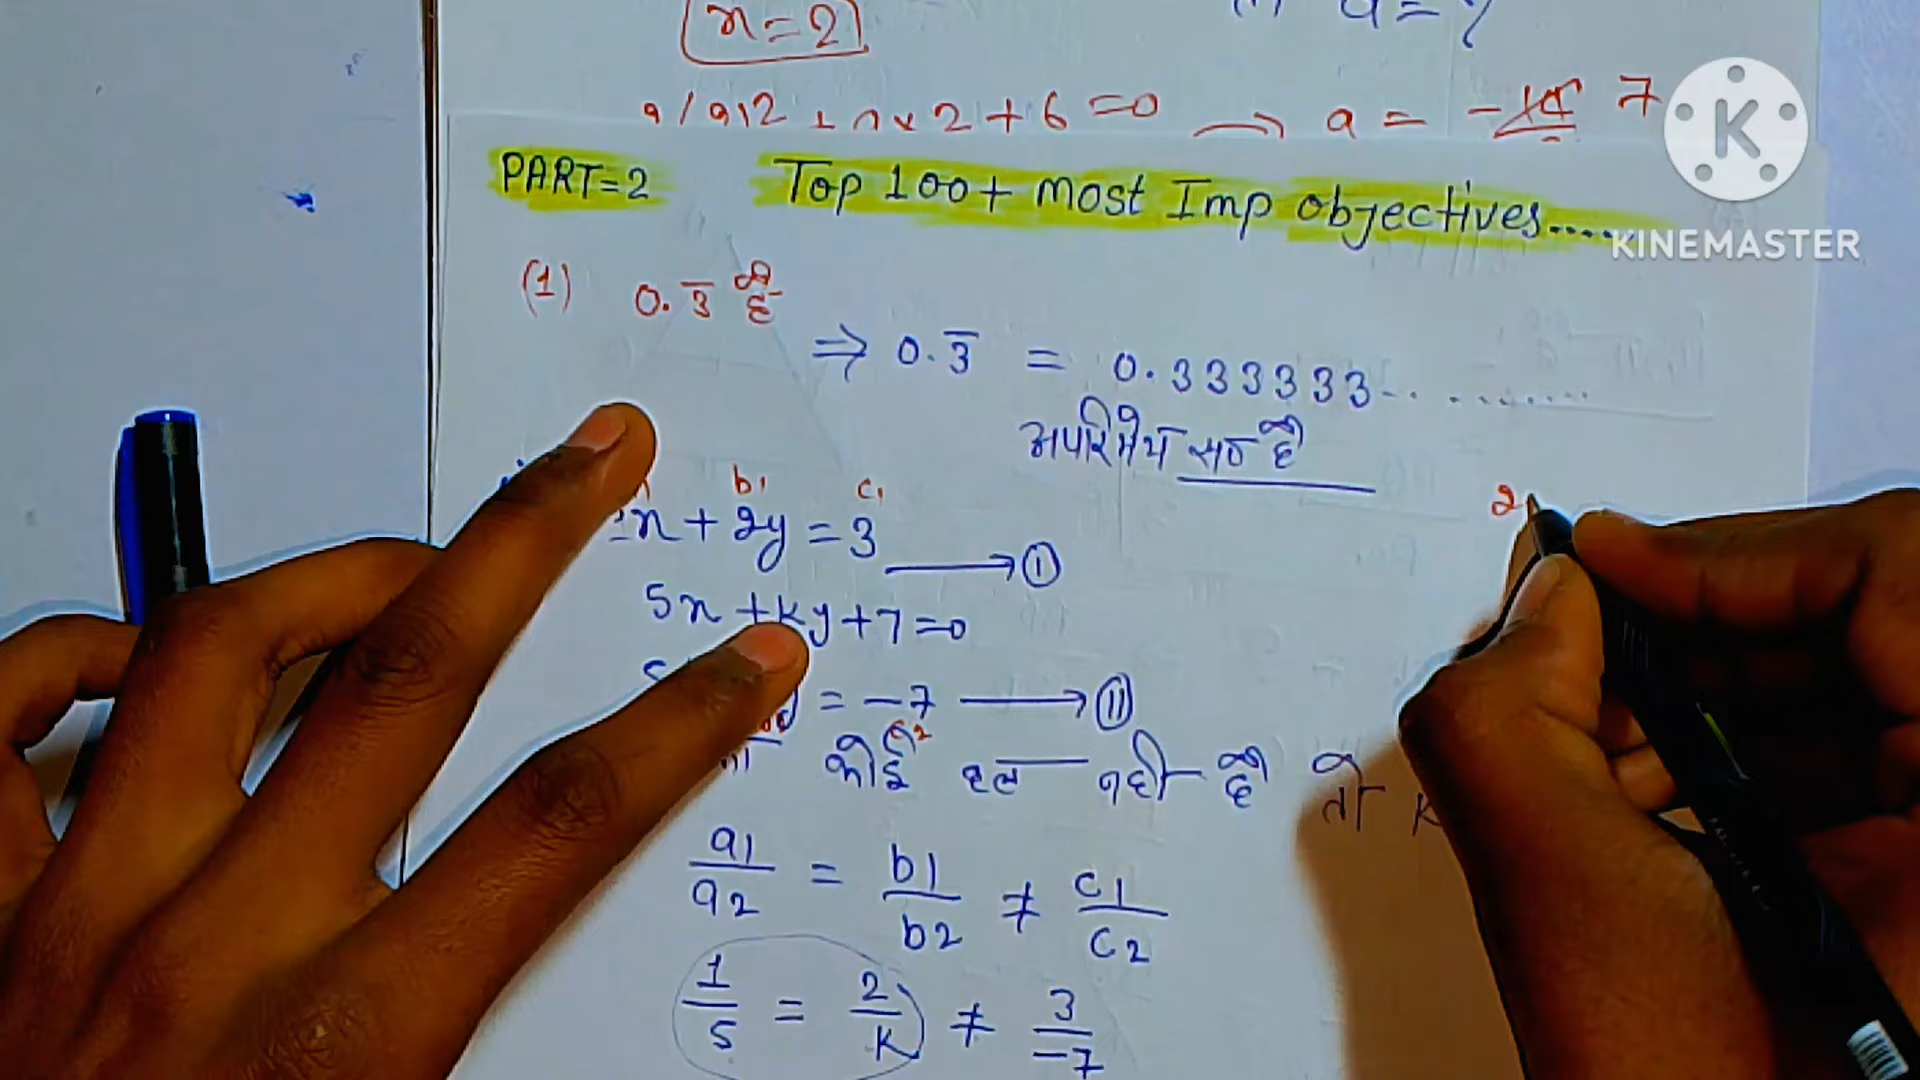 x=2
a=?
+6=0 → a = -14 7
KINEMASTER
PART=2 Top 100+ most Imp objectives.....
(1) 0.3̅ है
⇒ 0.3̅ = 0.333333-........
अपरिमेय सं० है
b1 c1
1x+2y=3 → (I)
5x+ky+7=0
= -7 → (II)
c2
कोई हल नही है तो K
a1/a2 = b1/b2 ≠ c1/c2
1/5 = 2/K ≠ 3/-7